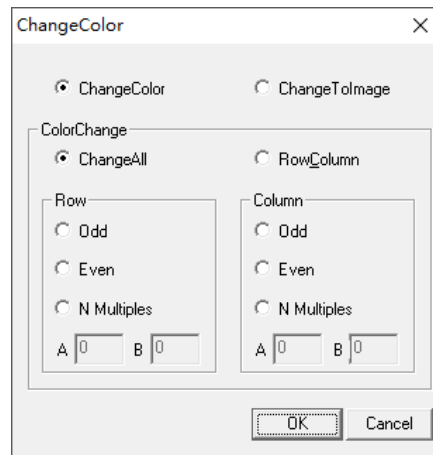 ChangeColor
ChangeColor ChangeToImage
ColorChange
ChangeAll RowColumn
Row Column
Odd Odd
Even Even
N Multiples N Multiples
A 0 B 0 A 0 B 0
OK Cancel